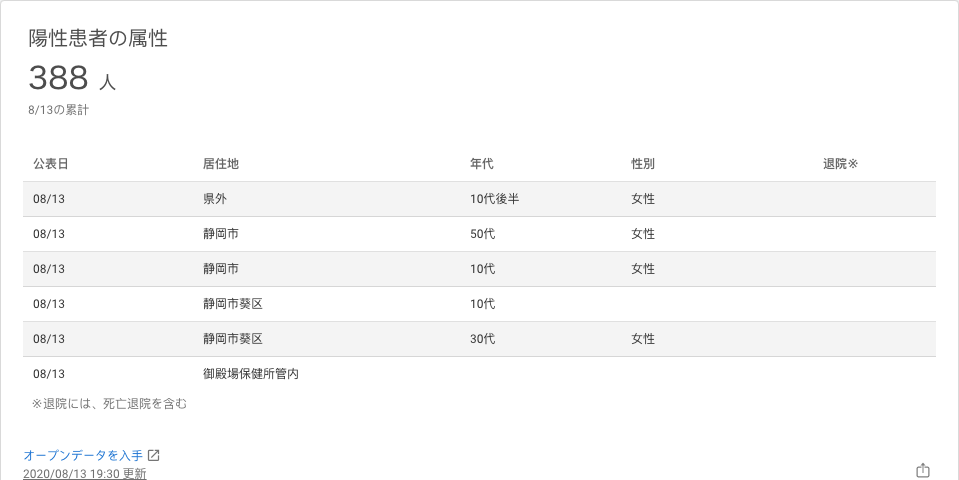 陽性患者の属性
388 人
8/13の累計
公表日 居住地 年代 性別 退院※
08/13 県外 10代後半 女性
08/13 静岡市 50代 女性
08/13 静岡市 10代 女性
08/13 静岡市葵区 10代
08/13 静岡市葵区 30代 女性
08/13 御殿場保健所管内
※退院には、死亡退院を含む
オープンデータを入手
2020/08/13 19:30 更新